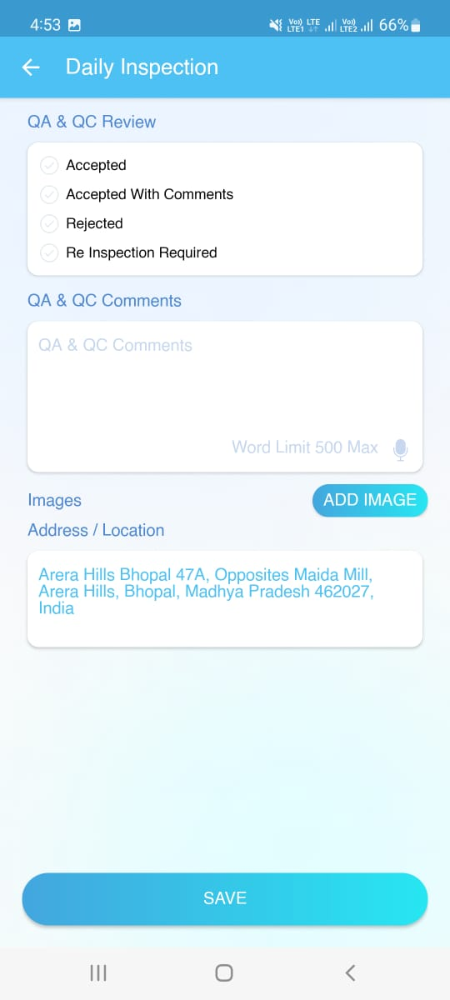 4:53 Vo)) LTE Vo)) 66%
LTE1 LTE2
Daily Inspection
QA & QC Review
Accepted
Accepted With Comments
Rejected
Re Inspection Required
QA & QC Comments
QA & QC Comments
Word Limit 500 Max
Images ADD IMAGE
Address / Location
Arera Hills Bhopal 47A, Opposites Maida Mill,
Arera Hills, Bhopal, Madhya Pradesh 462027,
India
SAVE